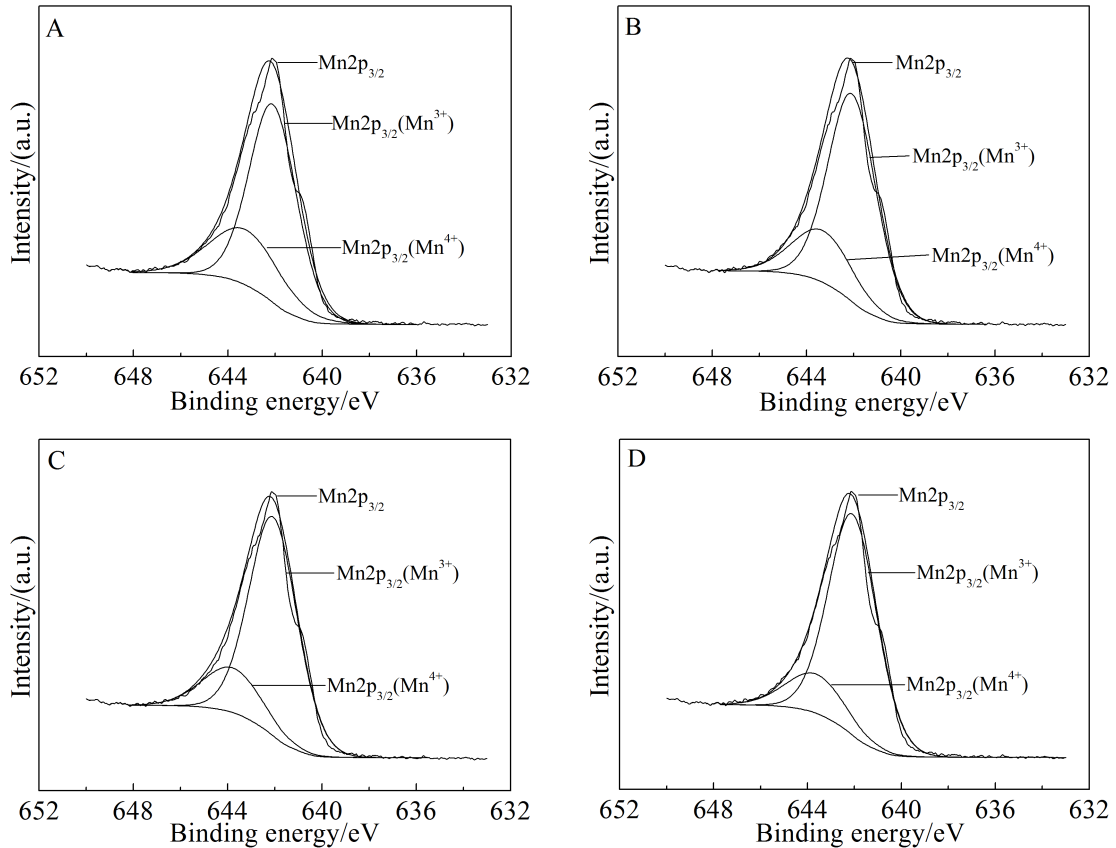 A
Mn2p3/2
Mn2p3/2(Mn3+)
Mn2p3/2(Mn4+)
Intensity/(a.u.)
652 648 644 640 636 632
Binding energy/eV
B
Mn2p3/2
Mn2p3/2(Mn3+)
Mn2p3/2(Mn4+)
Intensity/(a.u.)
652 648 644 640 636 632
Binding energy/eV
C
Mn2p3/2
Mn2p3/2(Mn3+)
Mn2p3/2(Mn4+)
Intensity/(a.u.)
652 648 644 640 636 632
Binding energy/eV
D
Mn2p3/2
Mn2p3/2(Mn3+)
Mn2p3/2(Mn4+)
Intensity/(a.u.)
652 648 644 640 636 632
Binding energy/eV